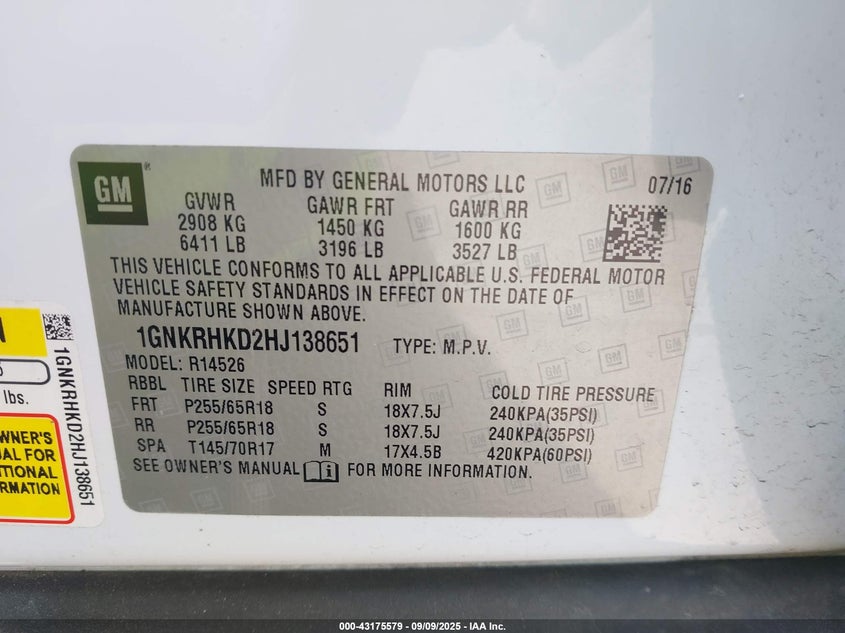 GM
®
MFD BY GENERAL MOTORS LLC
07/16
GVWR GAWR FRT GAWR RR
2908 KG 1450 KG 1600 KG
6411 LB 3196 LB 3527 LB
THIS VEHICLE CONFORMS TO ALL APPLICABLE U.S. FEDERAL MOTOR
VEHICLE SAFETY STANDARDS IN EFFECT ON THE DATE OF
MANUFACTURE SHOWN ABOVE.
1GNKRHKD2HJ138651 TYPE: M.P.V.
MODEL: R14526
RBBL TIRE SIZE SPEED RTG RIM COLD TIRE PRESSURE
FRT P255/65R18 S 18X7.5J 240KPA(35PSI)
RR P255/65R18 S 18X7.5J 240KPA(35PSI)
SPA T145/70R17 M 17X4.5B 420KPA(60PSI)
SEE OWNER'S MANUAL FOR MORE INFORMATION.
lbs.
WNER'S
UAL FOR
ITIONAL
RMATION
1GNKRHKD2HJ138651
000-43175579 - 09/09/2025 - IAA Inc.